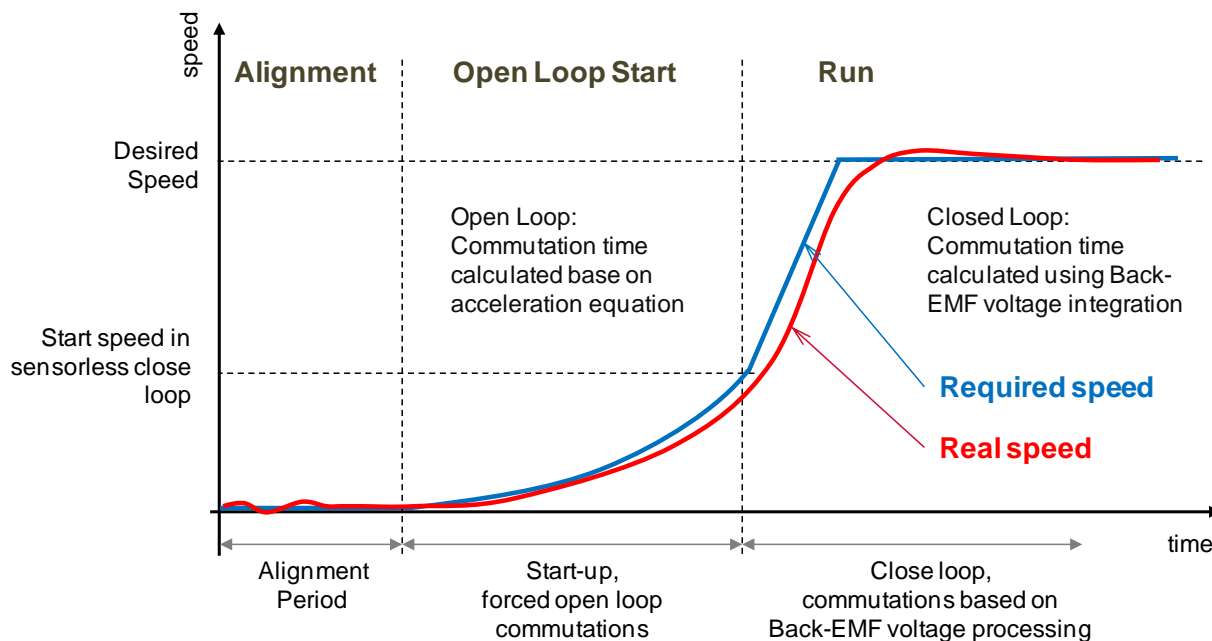 speed
Alignment
Open Loop Start
Run
Desired
Speed
Open Loop:
Commutation time
calculated base on
acceleration equation
Closed Loop:
Commutation time
calculated using Back-
EMF voltage integration
Start speed in
sensorless close
loop
Required speed
Real speed
time
Alignment
Period
Start-up,
forced open loop
commutations
Close loop,
commutations based on
Back-EMF voltage processing